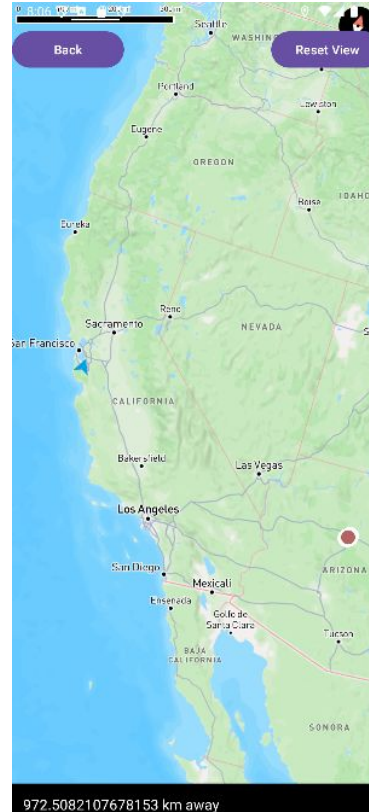 8:06
Seattle
Back
Reset View
Portland
Lewiston
Eugene
OREGON
Boise
IDAHO
Eureka
Reno
Sacramento
NEVADA
San Francisco
CALIFORNIA
Bakersfield
Las Vegas
Los Angeles
ARIZONA
San Diego
Mexicali
Ensenada
Golfo de
Santa Clara
Tucson
BAJA
CALIFORNIA
SONORA
972.5082107678153 km away